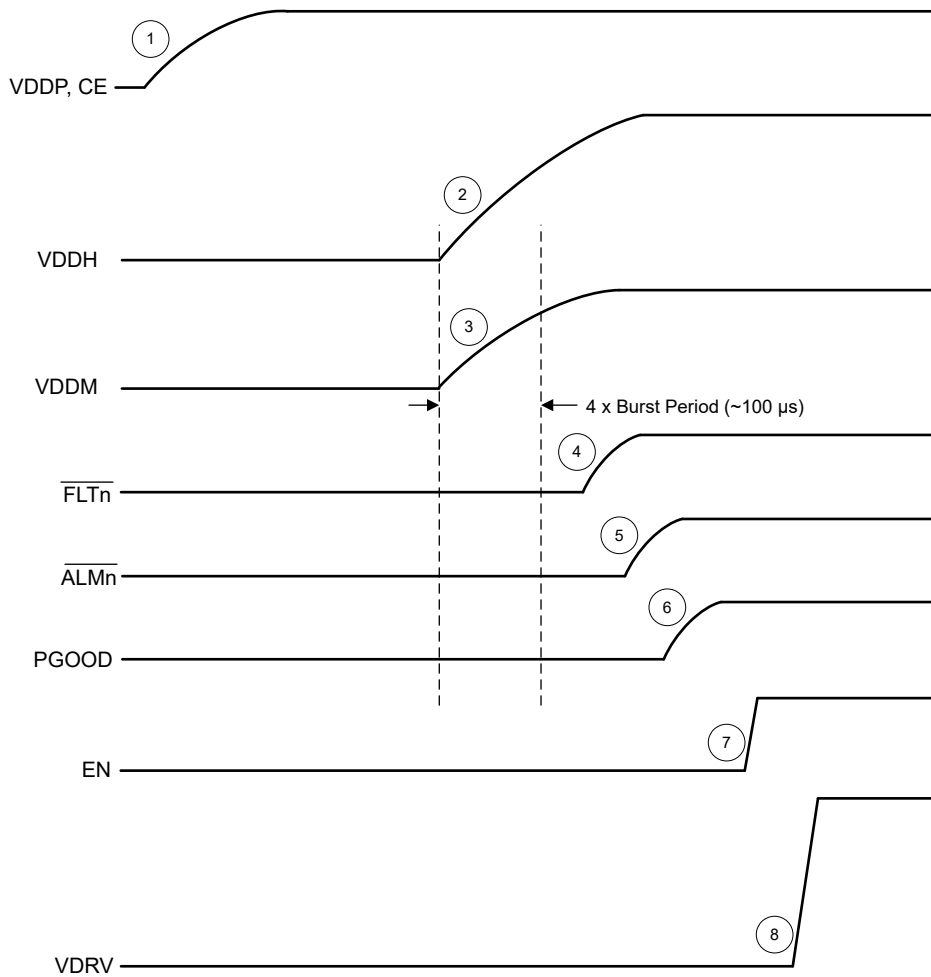 1
VDDP, CE
2
VDDH
3
VDDM
4 x Burst Period (~100 µs)
4
FLTn
5
ALMn
6
PGOOD
7
EN
8
VDRV